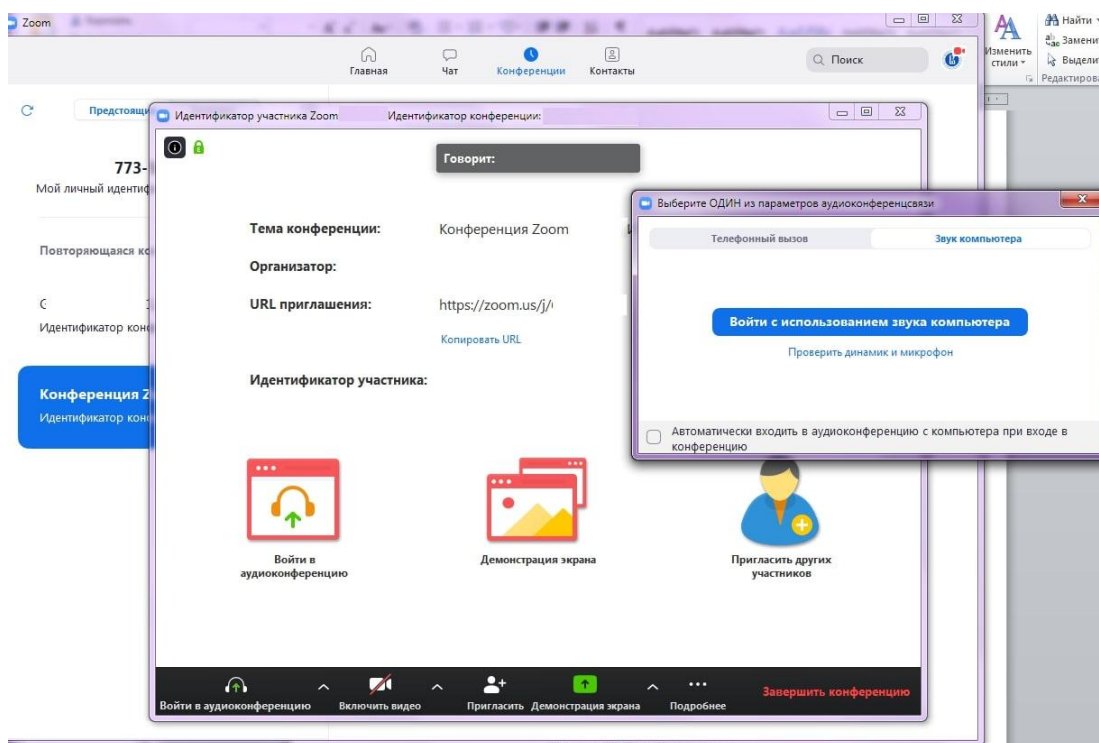 Zoom
Главная
Чат
Конференции
Контакты
Поиск
Изменить
стили
Найти
Замени
Выдели
Редактирова
Предстоящи
773-
Мой личный идентиф
Повторяющаяся ко
Идентификатор конф
Конференция Z
Идентификатор конф
Идентификатор участника Zoom
Идентификатор конференции:
Говорит:
Тема конференции:
Конференция Zoom
Организатор:
URL приглашения:
https://zoom.us/j/
Копировать URL
Идентификатор участника:
Войти в
аудиоконференцию
Демонстрация экрана
Пригласить других
участников
Войти в аудиоконференцию
Включить видео
Пригласить
Демонстрация экрана
Подробнее
Завершить конференцию
Выберите ОДИН из параметров аудиоконференцсвязи
Телефонный вызов
Звук компьютера
Войти с использованием звука компьютера
Проверить динамик и микрофон
Автоматически входить в аудиоконференцию с компьютера при входе в
конференцию